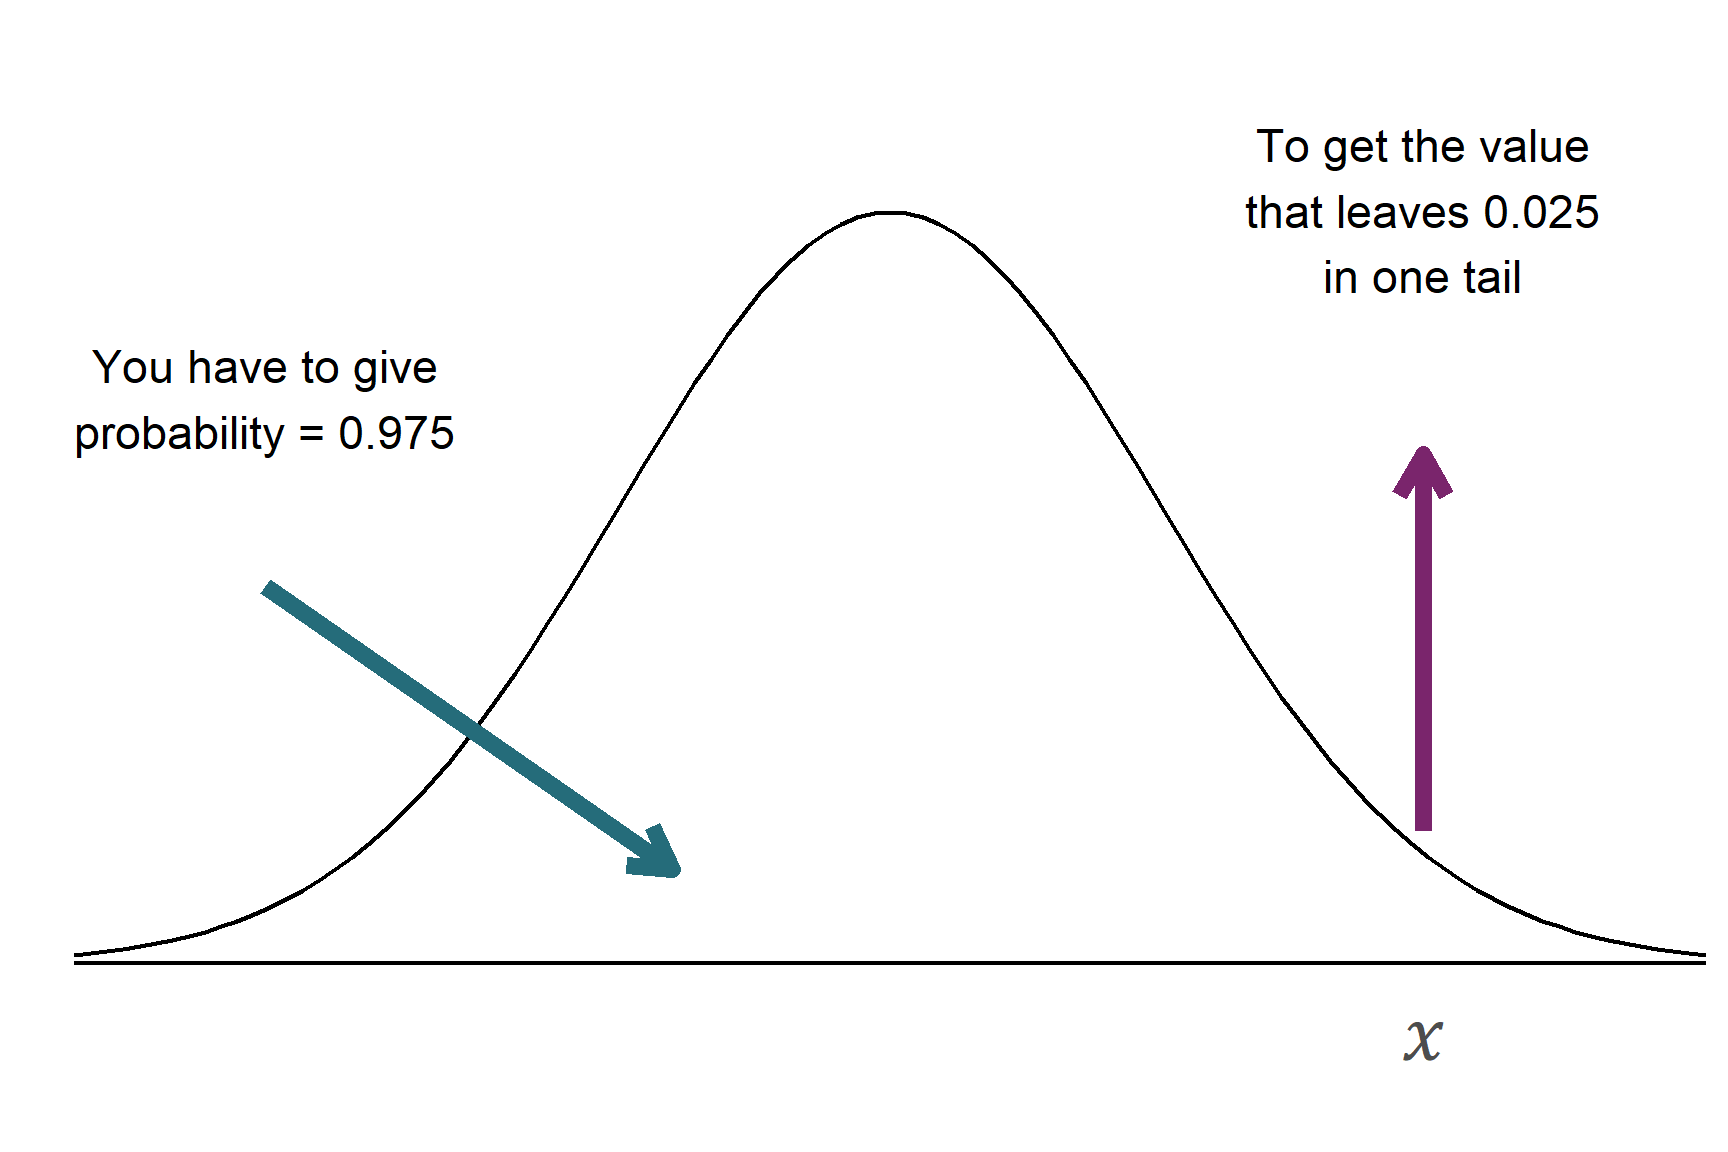 To get the value
that leaves 0.025
in one tail
You have to give
probability = 0.975
x